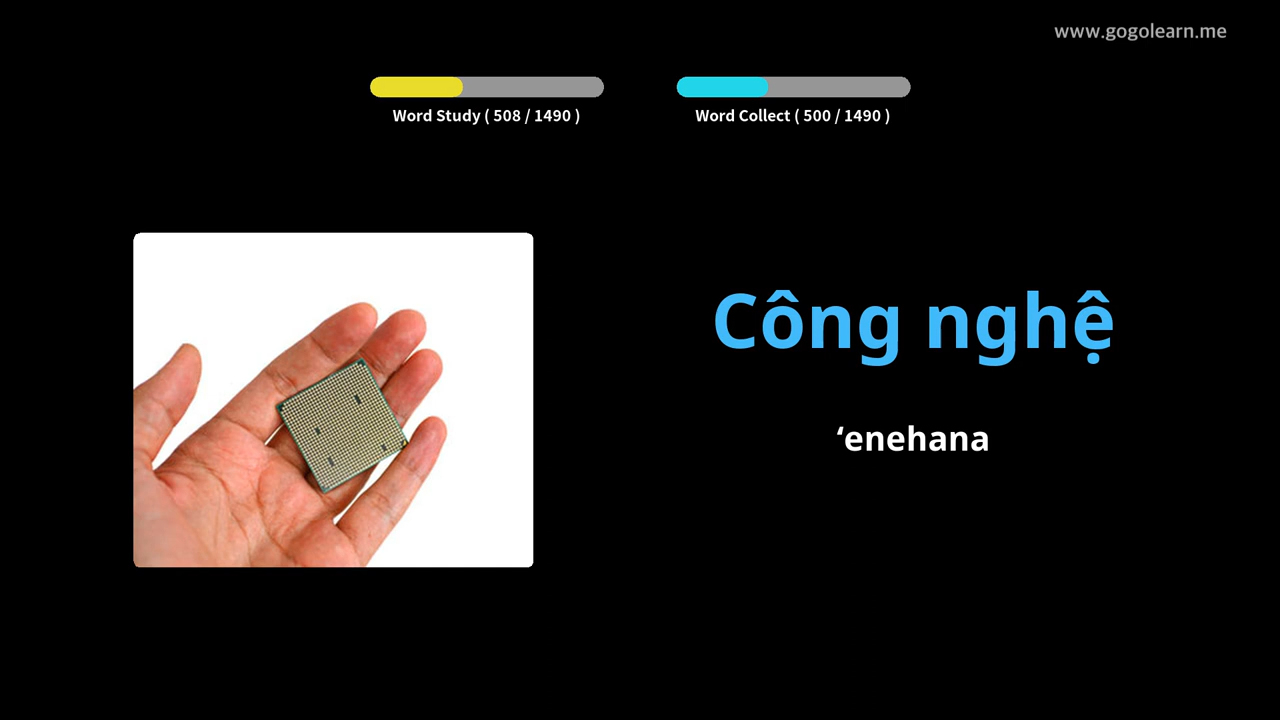 www.gogolearn.me
Word Study ( 508 / 1490 )
Word Collect ( 500 / 1490 )
Công nghệ
ʻenehana